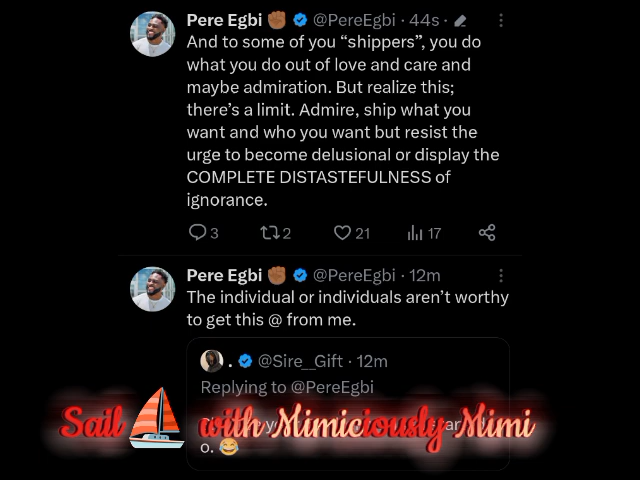 Pere Egbi @PereEgbi · 44s ·
And to some of you “shippers”, you do
what you do out of love and care and
maybe admiration. But realize this;
there’s a limit. Admire, ship what you
want and who you want but resist the
urge to become delusional or display the
COMPLETE DISTASTEFULNESS of
ignorance.
3 2 21 17
Pere Egbi @PereEgbi · 12m
The individual or individuals aren’t worthy
to get this @ from me.
. @Sire__Gift · 12m
Replying to @PereEgbi
Sail with Mimiciously Mimi
o. 😂